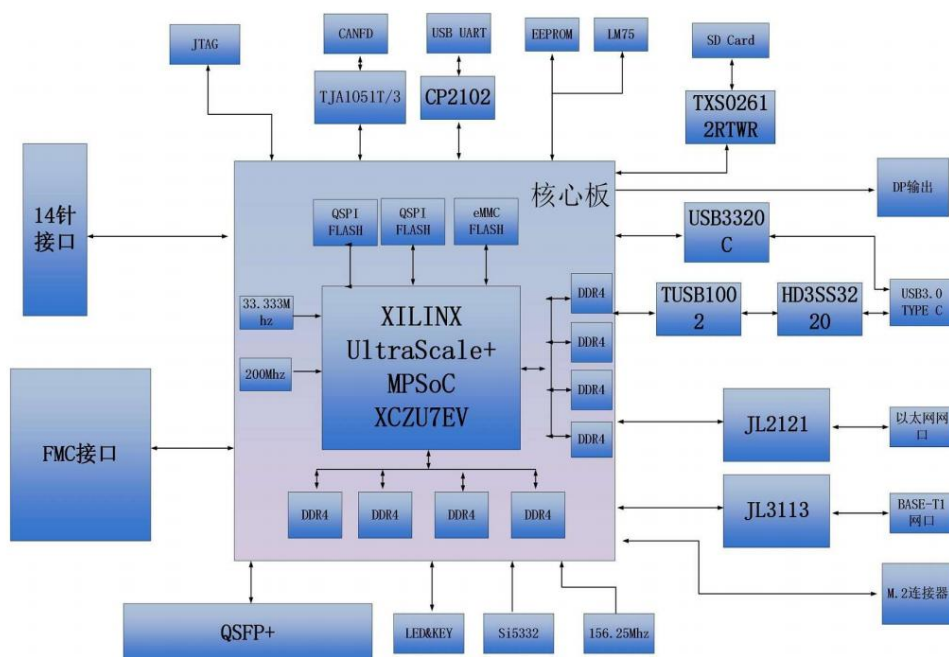 JTAG
CANFD
USB UART
EEPROM
LM75
SD Card
TJA1051T/3
CP2102
TXS0261
2RTWR
14针
接口
核心板
DP输出
QSPI
FLASH
QSPI
FLASH
eMMC
FLASH
USB3320
C
33.333M
hz
200Mhz
XILINX
UltraScale+
MPSoC
XCZU7EV
DDR4
DDR4
DDR4
DDR4
TUSB100
2
HD3SS32
20
USB3.0
TYPE C
FMC接口
JL2121
以太网网
口
JL3113
BASE-T1
网口
DDR4
DDR4
DDR4
DDR4
M.2连接
器
QSFP+
LED&KEY
Si5332
156.25Mhz